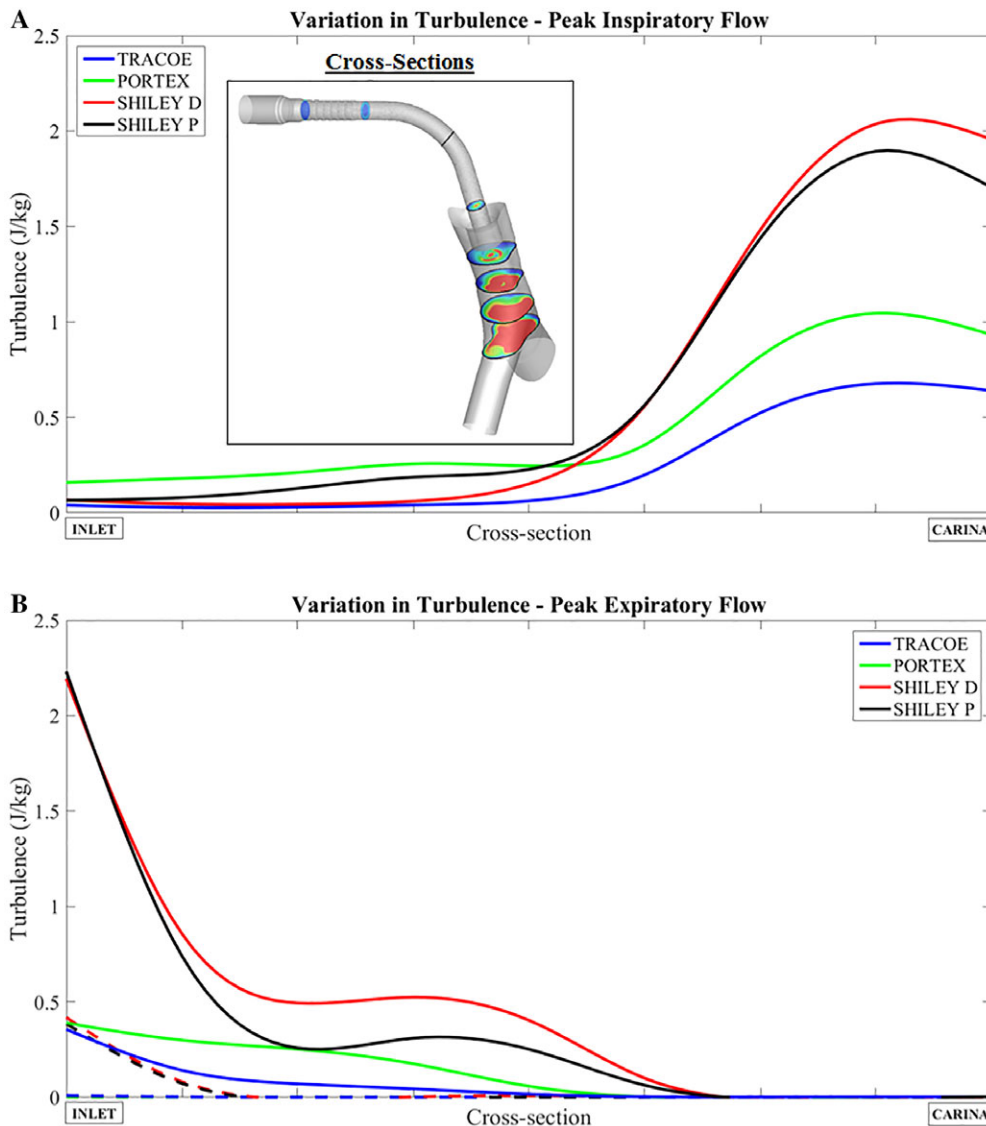 A
Variation in Turbulence - Peak Inspiratory Flow
2.5
2
1.5
1
0.5
0
Turbulence (J/kg)
TRACOE
PORTEX
SHILEY D
SHILEY P
Cross-Sections
INLET
Cross-section
CARINA
B
Variation in Turbulence - Peak Expiratory Flow
2.5
2
1.5
1
0.5
0
Turbulence (J/kg)
TRACOE
PORTEX
SHILEY D
SHILEY P
INLET
Cross-section
CARINA